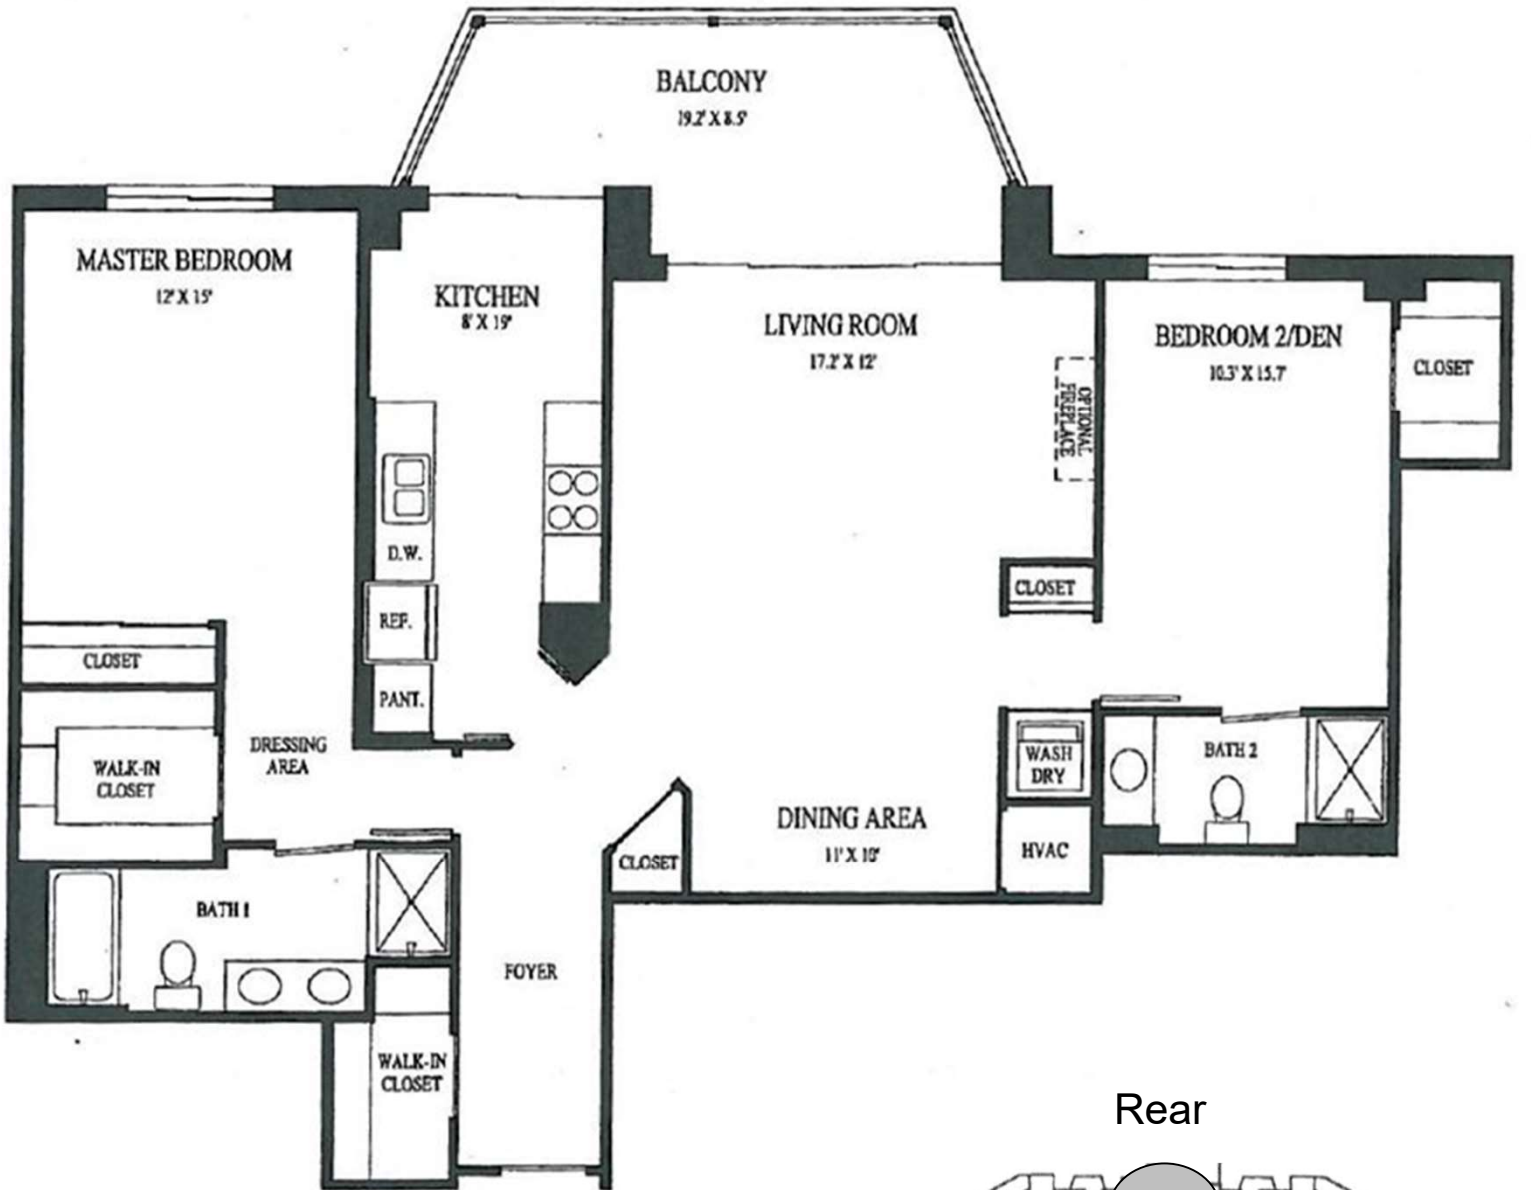 BALCONY
19.2' X 8.5'
MASTER BEDROOM
12' X 15'
KITCHEN
8' X 19'
LIVING ROOM
17.2' X 12'
BEDROOM 2/DEN
10.3' X 15.7'
CLOSET
OPTIONAL
FIREPLACE
D.W.
CLOSET
REF.
CLOSET
PANT.
DRESSING
AREA
WALK-IN
CLOSET
WASH
DRY
BATH 2
DINING AREA
11' X 10'
HVAC
CLOSET
BATH 1
FOYER
WALK-IN
CLOSET
Rear